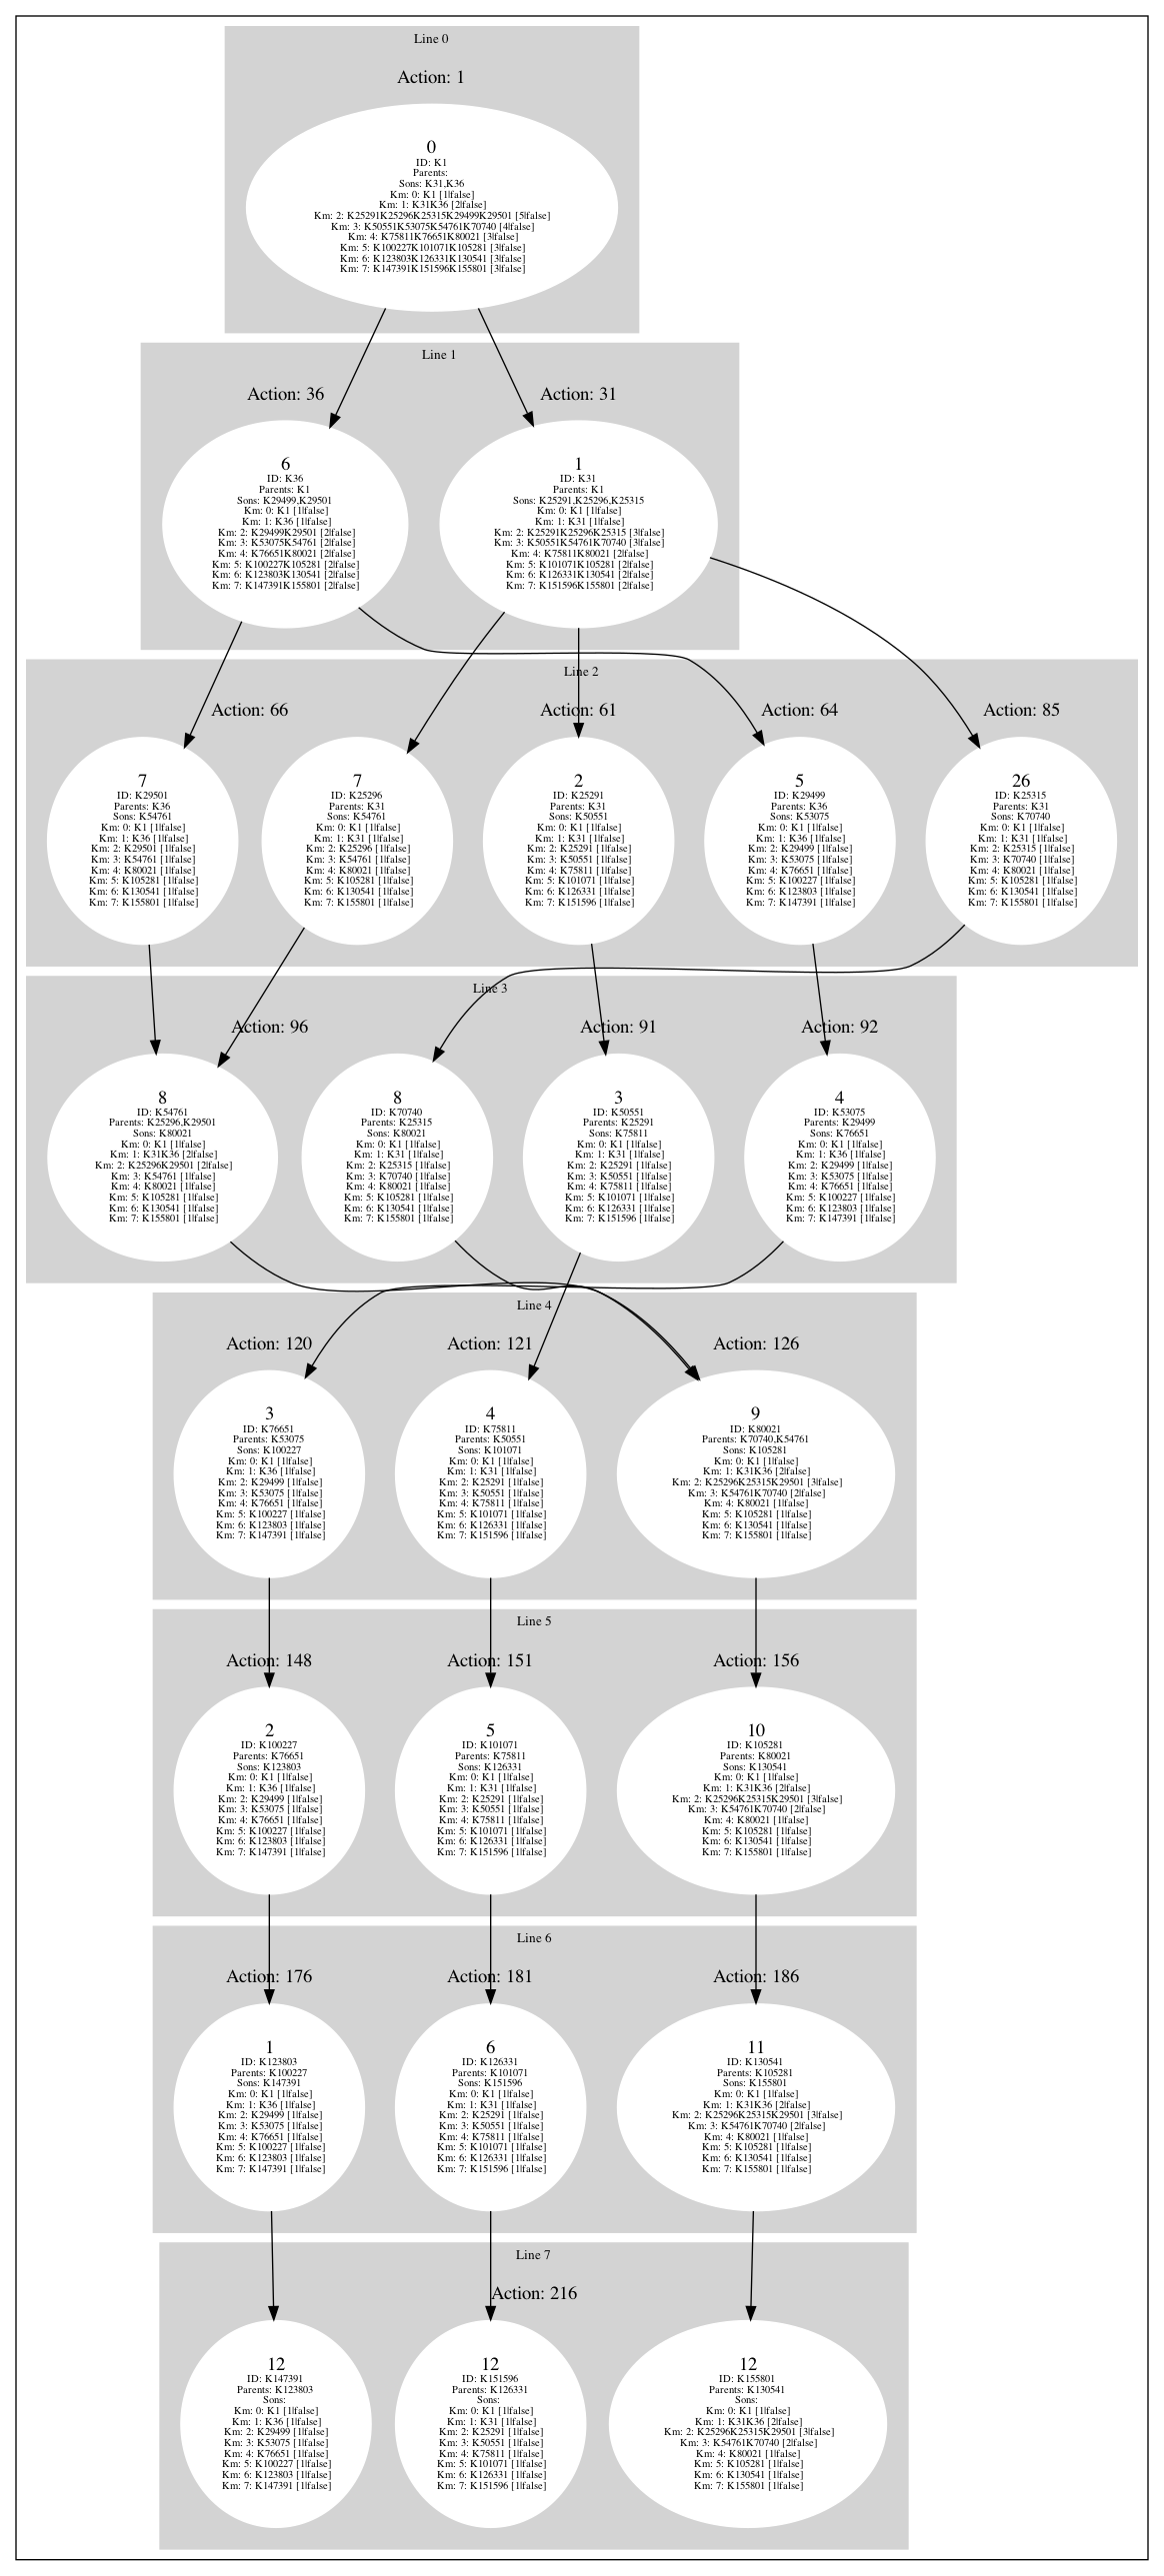 Line 0
Action: 1
0
ID: K1
Parents:
Sons: K31,K36
Km: 0: K1 [1|false]
Km: 1: K31K36 [2|false]
Km: 2: K25291K25296K25315K29499K29501 [5|false]
Km: 3: K50551K53075K54761K70740 [4|false]
Km: 4: K75811K76651K80021 [3|false]
Km: 5: K100227K101071K105281 [3|false]
Km: 6: K123803K126331K130541 [3|false]
Km: 7: K147391K151596K155801 [3|false]
Line 1
Action: 36
6
ID: K36
Parents: K1
Sons: K29499,K29501
Km: 0: K1 [1|false]
Km: 1: K36 [1|false]
Km: 2: K29499K29501 [2|false]
Km: 3: K53075K54761 [2|false]
Km: 4: K76651K80021 [2|false]
Km: 5: K100227K105281 [2|false]
Km: 6: K123803K130541 [2|false]
Km: 7: K147391K155801 [2|false]
Action: 31
1
ID: K31
Parents: K1
Sons: K25291,K25296,K25315
Km: 0: K1 [1|false]
Km: 1: K31 [1|false]
Km: 2: K25291K25296K25315 [3|false]
Km: 3: K50551K54761K70740 [3|false]
Km: 4: K75811K80021 [2|false]
Km: 5: K101071K105281 [2|false]
Km: 6: K126331K130541 [2|false]
Km: 7: K151596K155801 [2|false]
Line 2
Action: 66
7
ID: K29501
Parents: K36
Sons: K54761
Km: 0: K1 [1|false]
Km: 1: K36 [1|false]
Km: 2: K29501 [1|false]
Km: 3: K54761 [1|false]
Km: 4: K80021 [1|false]
Km: 5: K105281 [1|false]
Km: 6: K130541 [1|false]
Km: 7: K155801 [1|false]
7
ID: K25296
Parents: K31
Sons: K54761
Km: 0: K1 [1|false]
Km: 1: K31 [1|false]
Km: 2: K25296 [1|false]
Km: 3: K54761 [1|false]
Km: 4: K80021 [1|false]
Km: 5: K105281 [1|false]
Km: 6: K130541 [1|false]
Km: 7: K155801 [1|false]
Action: 61
2
ID: K25291
Parents: K31
Sons: K50551
Km: 0: K1 [1|false]
Km: 1: K31 [1|false]
Km: 2: K25291 [1|false]
Km: 3: K50551 [1|false]
Km: 4: K75811 [1|false]
Km: 5: K101071 [1|false]
Km: 6: K126331 [1|false]
Km: 7: K151596 [1|false]
Action: 64
5
ID: K29499
Parents: K36
Sons: K53075
Km: 0: K1 [1|false]
Km: 1: K36 [1|false]
Km: 2: K29499 [1|false]
Km: 3: K53075 [1|false]
Km: 4: K76651 [1|false]
Km: 5: K100227 [1|false]
Km: 6: K123803 [1|false]
Km: 7: K147391 [1|false]
Action: 85
26
ID: K25315
Parents: K31
Sons: K70740
Km: 0: K1 [1|false]
Km: 1: K31 [1|false]
Km: 2: K25315 [1|false]
Km: 3: K70740 [1|false]
Km: 4: K80021 [1|false]
Km: 5: K105281 [1|false]
Km: 6: K130541 [1|false]
Km: 7: K155801 [1|false]
Line 3
Action: 96
8
ID: K54761
Parents: K25296,K29501
Sons: K80021
Km: 0: K1 [1|false]
Km: 1: K31K36 [2|false]
Km: 2: K25296K29501 [2|false]
Km: 3: K54761 [1|false]
Km: 4: K80021 [1|false]
Km: 5: K105281 [1|false]
Km: 6: K130541 [1|false]
Km: 7: K155801 [1|false]
8
ID: K70740
Parents: K25315
Sons: K80021
Km: 0: K1 [1|false]
Km: 1: K31 [1|false]
Km: 2: K25315 [1|false]
Km: 3: K70740 [1|false]
Km: 4: K80021 [1|false]
Km: 5: K105281 [1|false]
Km: 6: K130541 [1|false]
Km: 7: K155801 [1|false]
Action: 91
3
ID: K50551
Parents: K25291
Sons: K75811
Km: 0: K1 [1|false]
Km: 1: K31 [1|false]
Km: 2: K25291 [1|false]
Km: 3: K50551 [1|false]
Km: 4: K75811 [1|false]
Km: 5: K101071 [1|false]
Km: 6: K126331 [1|false]
Km: 7: K151596 [1|false]
Action: 92
4
ID: K53075
Parents: K29499
Sons: K76651
Km: 0: K1 [1|false]
Km: 1: K36 [1|false]
Km: 2: K29499 [1|false]
Km: 3: K53075 [1|false]
Km: 4: K76651 [1|false]
Km: 5: K100227 [1|false]
Km: 6: K123803 [1|false]
Km: 7: K147391 [1|false]
Line 4
Action: 120
3
ID: K76651
Parents: K53075
Sons: K100227
Km: 0: K1 [1|false]
Km: 1: K36 [1|false]
Km: 2: K29499 [1|false]
Km: 3: K53075 [1|false]
Km: 4: K76651 [1|false]
Km: 5: K100227 [1|false]
Km: 6: K123803 [1|false]
Km: 7: K147391 [1|false]
Action: 121
4
ID: K75811
Parents: K50551
Sons: K101071
Km: 0: K1 [1|false]
Km: 1: K31 [1|false]
Km: 2: K25291 [1|false]
Km: 3: K50551 [1|false]
Km: 4: K75811 [1|false]
Km: 5: K101071 [1|false]
Km: 6: K126331 [1|false]
Km: 7: K151596 [1|false]
Action: 126
9
ID: K80021
Parents: K70740,K54761
Sons: K105281
Km: 0: K1 [1|false]
Km: 1: K31K36 [2|false]
Km: 2: K25296K25315K29501 [3|false]
Km: 3: K54761K70740 [2|false]
Km: 4: K80021 [1|false]
Km: 5: K105281 [1|false]
Km: 6: K130541 [1|false]
Km: 7: K155801 [1|false]
Line 5
Action: 148
2
ID: K100227
Parents: K76651
Sons: K123803
Km: 0: K1 [1|false]
Km: 1: K36 [1|false]
Km: 2: K29499 [1|false]
Km: 3: K53075 [1|false]
Km: 4: K76651 [1|false]
Km: 5: K100227 [1|false]
Km: 6: K123803 [1|false]
Km: 7: K147391 [1|false]
Action: 151
5
ID: K101071
Parents: K75811
Sons: K126331
Km: 0: K1 [1|false]
Km: 1: K31 [1|false]
Km: 2: K25291 [1|false]
Km: 3: K50551 [1|false]
Km: 4: K75811 [1|false]
Km: 5: K101071 [1|false]
Km: 6: K126331 [1|false]
Km: 7: K151596 [1|false]
Action: 156
10
ID: K105281
Parents: K80021
Sons: K130541
Km: 0: K1 [1|false]
Km: 1: K31K36 [2|false]
Km: 2: K25296K25315K29501 [3|false]
Km: 3: K54761K70740 [2|false]
Km: 4: K80021 [1|false]
Km: 5: K105281 [1|false]
Km: 6: K130541 [1|false]
Km: 7: K155801 [1|false]
Line 6
Action: 176
1
ID: K123803
Parents: K100227
Sons: K147391
Km: 0: K1 [1|false]
Km: 1: K36 [1|false]
Km: 2: K29499 [1|false]
Km: 3: K53075 [1|false]
Km: 4: K76651 [1|false]
Km: 5: K100227 [1|false]
Km: 6: K123803 [1|false]
Km: 7: K147391 [1|false]
Action: 181
6
ID: K126331
Parents: K101071
Sons: K151596
Km: 0: K1 [1|false]
Km: 1: K31 [1|false]
Km: 2: K25291 [1|false]
Km: 3: K50551 [1|false]
Km: 4: K75811 [1|false]
Km: 5: K101071 [1|false]
Km: 6: K126331 [1|false]
Km: 7: K151596 [1|false]
Action: 186
11
ID: K130541
Parents: K105281
Sons: K155801
Km: 0: K1 [1|false]
Km: 1: K31K36 [2|false]
Km: 2: K25296K25315K29501 [3|false]
Km: 3: K54761K70740 [2|false]
Km: 4: K80021 [1|false]
Km: 5: K105281 [1|false]
Km: 6: K130541 [1|false]
Km: 7: K155801 [1|false]
Line 7
Action: 216
12
ID: K147391
Parents: K123803
Sons:
Km: 0: K1 [1|false]
Km: 1: K36 [1|false]
Km: 2: K29499 [1|false]
Km: 3: K53075 [1|false]
Km: 4: K76651 [1|false]
Km: 5: K100227 [1|false]
Km: 6: K123803 [1|false]
Km: 7: K147391 [1|false]
12
ID: K151596
Parents: K126331
Sons:
Km: 0: K1 [1|false]
Km: 1: K31 [1|false]
Km: 2: K25291 [1|false]
Km: 3: K50551 [1|false]
Km: 4: K75811 [1|false]
Km: 5: K101071 [1|false]
Km: 6: K126331 [1|false]
Km: 7: K151596 [1|false]
12
ID: K155801
Parents: K130541
Sons:
Km: 0: K1 [1|false]
Km: 1: K31K36 [2|false]
Km: 2: K25296K25315K29501 [3|false]
Km: 3: K54761K70740 [2|false]
Km: 4: K80021 [1|false]
Km: 5: K105281 [1|false]
Km: 6: K130541 [1|false]
Km: 7: K155801 [1|false]